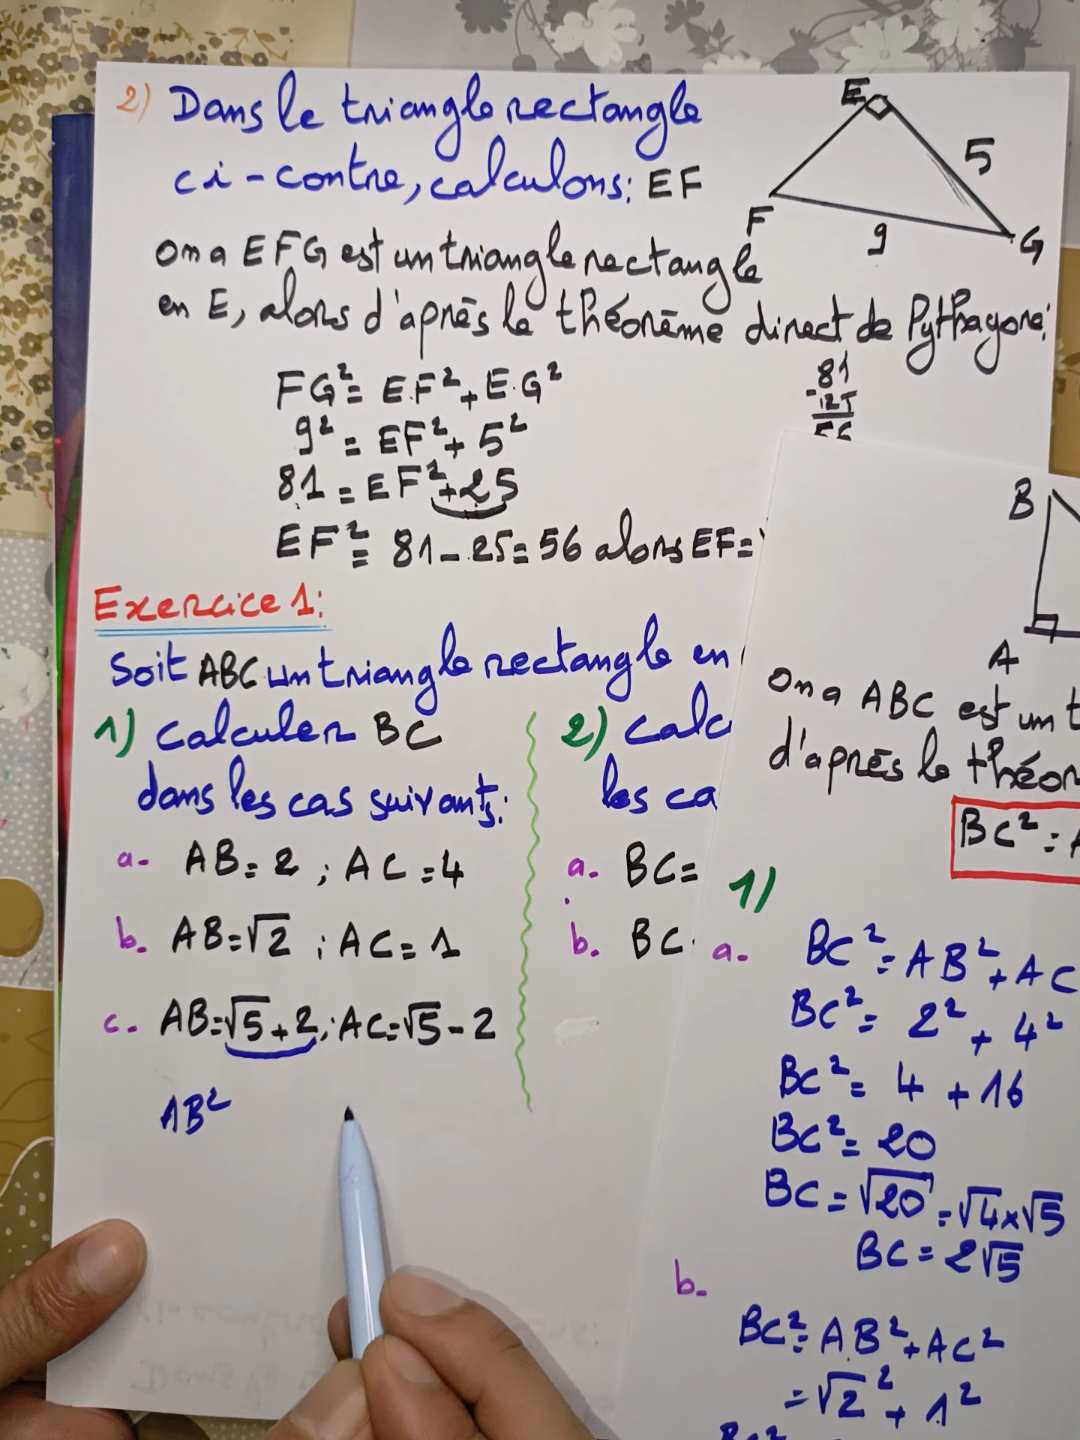 2) Dans le triangle rectangle
ci-contre, calculons: EF
E
5
F
9
G
on a EFG est un triangle rectangle
en E, alors d'après le théorème direct de Pythagore:
FG² = EF² + EG²
9² = EF² + 5²
81 = EF² + 25
EF² = 81 - 25 = 56 alors EF =
81
- 25
56
Exercice 1:
Soit ABC un triangle rectangle en
1) Calculer BC
dans les cas suivants:
a- AB = 2 ; AC = 4
b. AB = √2 ; AC = 1
c. AB = √5 + 2 ; AC = √5 - 2
AB²
2)
les
a. BC =
b. BC
B
A
On a ABC est un
d'après le
BC² =
1)
a. BC² = AB² + AC
BC² = 2² + 4²
BC² = 4 + 16
BC² = 20
BC = √20 = √4 × √5
BC = 2√5
b.
BC² = AB² + AC²
= √2² + 1²